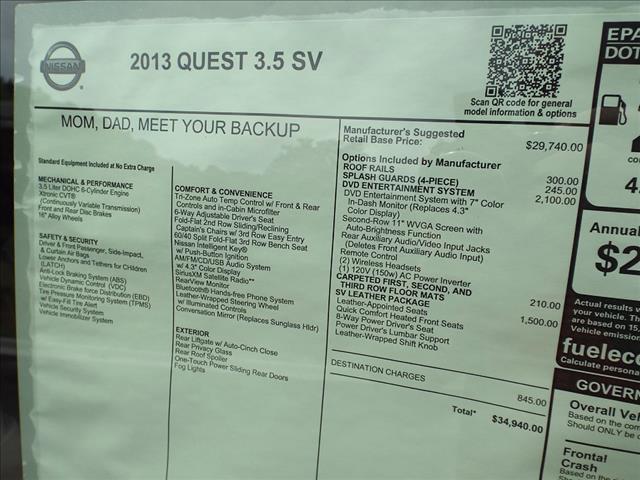 NISSAN
2013 QUEST 3.5 SV
Scan QR code for general
model information & options
MOM, DAD, MEET YOUR BACKUP
Standard Equipment Included at No Extra Charge
MECHANICAL & PERFORMANCE
3.5 Liter DOHC 6-Cylinder Engine
Xtronic CVT®
(Continuously Variable Transmission)
Front and Rear Disc Brakes
16" Alloy Wheels
SAFETY & SECURITY
Driver & Front Passenger, Side-Impact,
& Curtain Air Bags
Lower Anchors and Tethers for CHildren
(LATCH)
Anti-Lock Braking System (ABS)
Vehicle Dynamic Control (VDC)
Electronic Brake force Distribution (EBD)
Tire Pressure Monitoring System (TPMS)
w/ Easy-Fill Tire Alert
Vehicle Security System
Vehicle Immobilizer System
COMFORT & CONVENIENCE
Tri-Zone Auto Temp Control w/ Front & Rear
Controls and in-Cabin Microfilter
6-Way Adjustable Driver's Seat
Fold-Flat 2nd Row Sliding/Reclining
Captain's Chairs w/ 3rd Row Easy Entry
60/40 Split Fold-Flat 3rd Row Bench Seat
Nissan Intelligent Key®
w/ Push-Button Ignition
AM/FM/CD/USB Audio System
w/ 4.3" Color Display
SiriusXM Satellite Radio**
RearView Monitor
Bluetooth®Hands-free Phone System
Leather-Wrapped Steering Wheel
w/ Illuminated Controls
Conversation Mirror (Replaces Sunglass Hldr)
EXTERIOR
Rear Liftgate w/ Auto-Cinch Close
Rear Privacy Glass
Rear Roof Spoiler
One-Touch Power Sliding Rear Doors
Fog Lights
Manufacturer's Suggested
Retail Base Price: $29,740.00
Options Included by Manufacturer
ROOF RAILS 300.00
SPLASH GUARDS (4-PIECE) 245.00
DVD ENTERTAINMENT SYSTEM 2,100.00
DVD Entertainment System with 7" Color
In-Dash Monitor (Replaces 4.3"
Color Display)
Second-Row 11" WVGA Screen with
Auto-Brightness Function
Rear Auxiliary Audio/Video Input Jacks
(Deletes Front Auxiliary Audio Input)
Remote Control
(2) Wireless Headsets
(1) 120V (150w) AC Power Inverter
CARPETED FIRST, SECOND, AND
THIRD ROW FLOOR MATS 210.00
SV LEATHER PACKAGE 1,500.00
Leather-Appointed Seats
Quick Comfort Heated Front Seats
8-Way Power Driver's Seat
Power Driver's Lumbar Support
Leather-Wrapped Shift Knob
DESTINATION CHARGES 845.00
Total* $34,940.00
EPA
DOT
Annual
$2
Actual results
your vehicle. The
are based on 15,
Vehicle emission
fueleco
Calculate persona
GOVERN
Overall Veh
Based on the com
Should ONLY be c
Frontal
Crash
Based on the